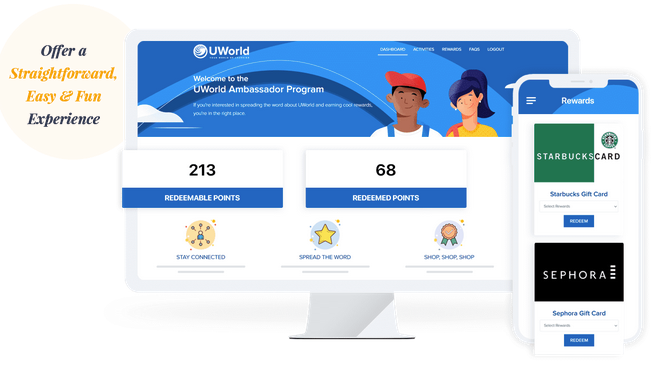 Offer a
Straightforward,
Easy & Fun
Experience
UWorld
DASHBOARD ACTIVITIES REWARDS FAQS LOGOUT
Welcome to the
UWorld Ambassador Program
If you're interested in spreading the word about UWorld and earning cool rewards,
you're in the right place.
213
REDEEMABLE POINTS
68
REDEEMED POINTS
STAY CONNECTED
SPREAD THE WORD
SHOP, SHOP, SHOP
Rewards
STARBUCKS CARD
Starbucks Gift Card
Select Rewards
REDEEM
SEPHORA
Sephora Gift Card
Select Rewards
REDEEM